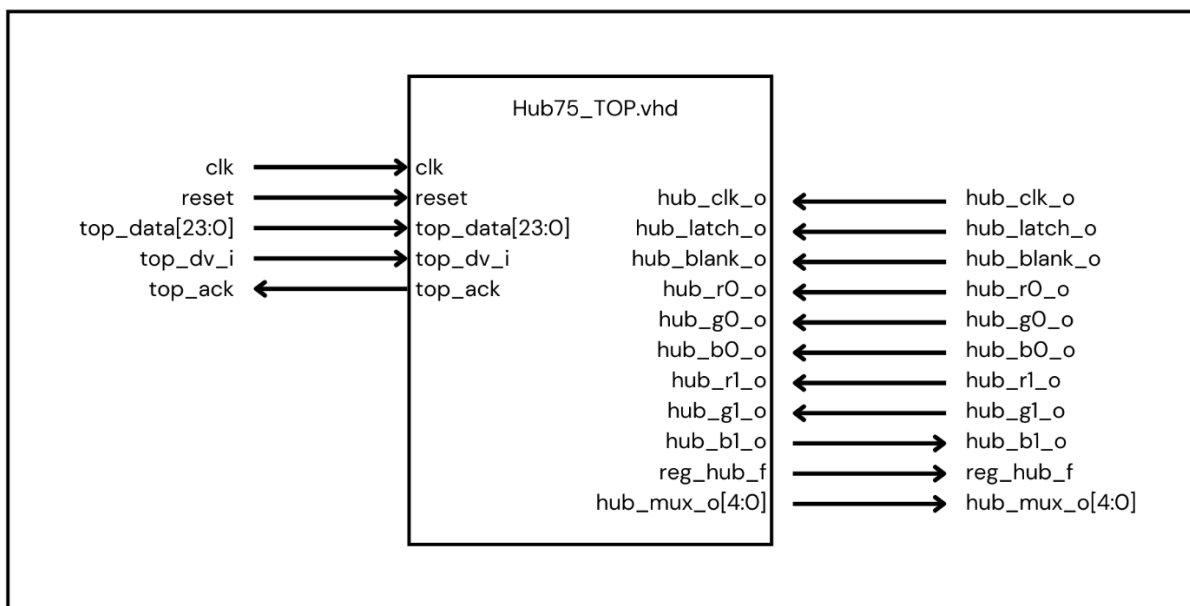 Hub75_TOP.vhd
clk clk
reset reset
top_data[23:0] top_data[23:0]
top_dv_i top_dv_i
top_ack top_ack
hub_clk_o hub_clk_o
hub_latch_o hub_latch_o
hub_blank_o hub_blank_o
hub_r0_o hub_r0_o
hub_g0_o hub_g0_o
hub_b0_o hub_b0_o
hub_r1_o hub_r1_o
hub_g1_o hub_g1_o
hub_b1_o hub_b1_o
reg_hub_f reg_hub_f
hub_mux_o[4:0] hub_mux_o[4:0]